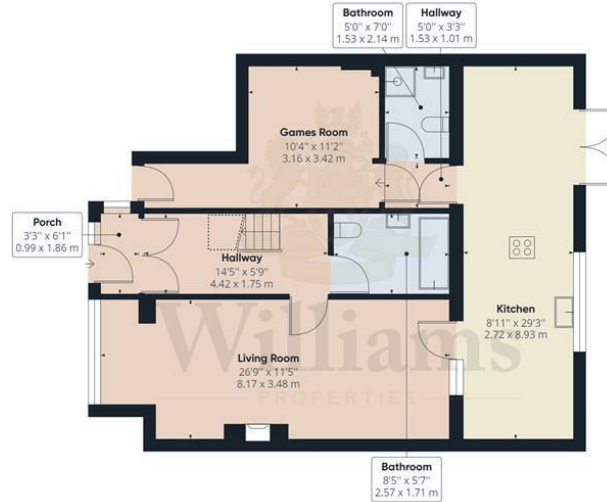 Bathroom
5'0" x 7'0"
1.53 x 2.14 m
Hallway
5'0" x 3'3"
1.53 x 1.01 m
Games Room
10'4" x 11'2"
3.16 x 3.42 m
Porch
3'3" x 6'1"
0.99 x 1.86 m
Hallway
14'5" x 5'9"
4.42 x 1.75 m
Kitchen
8'11" x 29'3"
2.72 x 8.93 m
Williams
Living Room
26'9" x 11'5"
8.17 x 3.48 m
PROPERTIES
Bathroom
8'5" x 5'7"
2.57 x 1.71 m